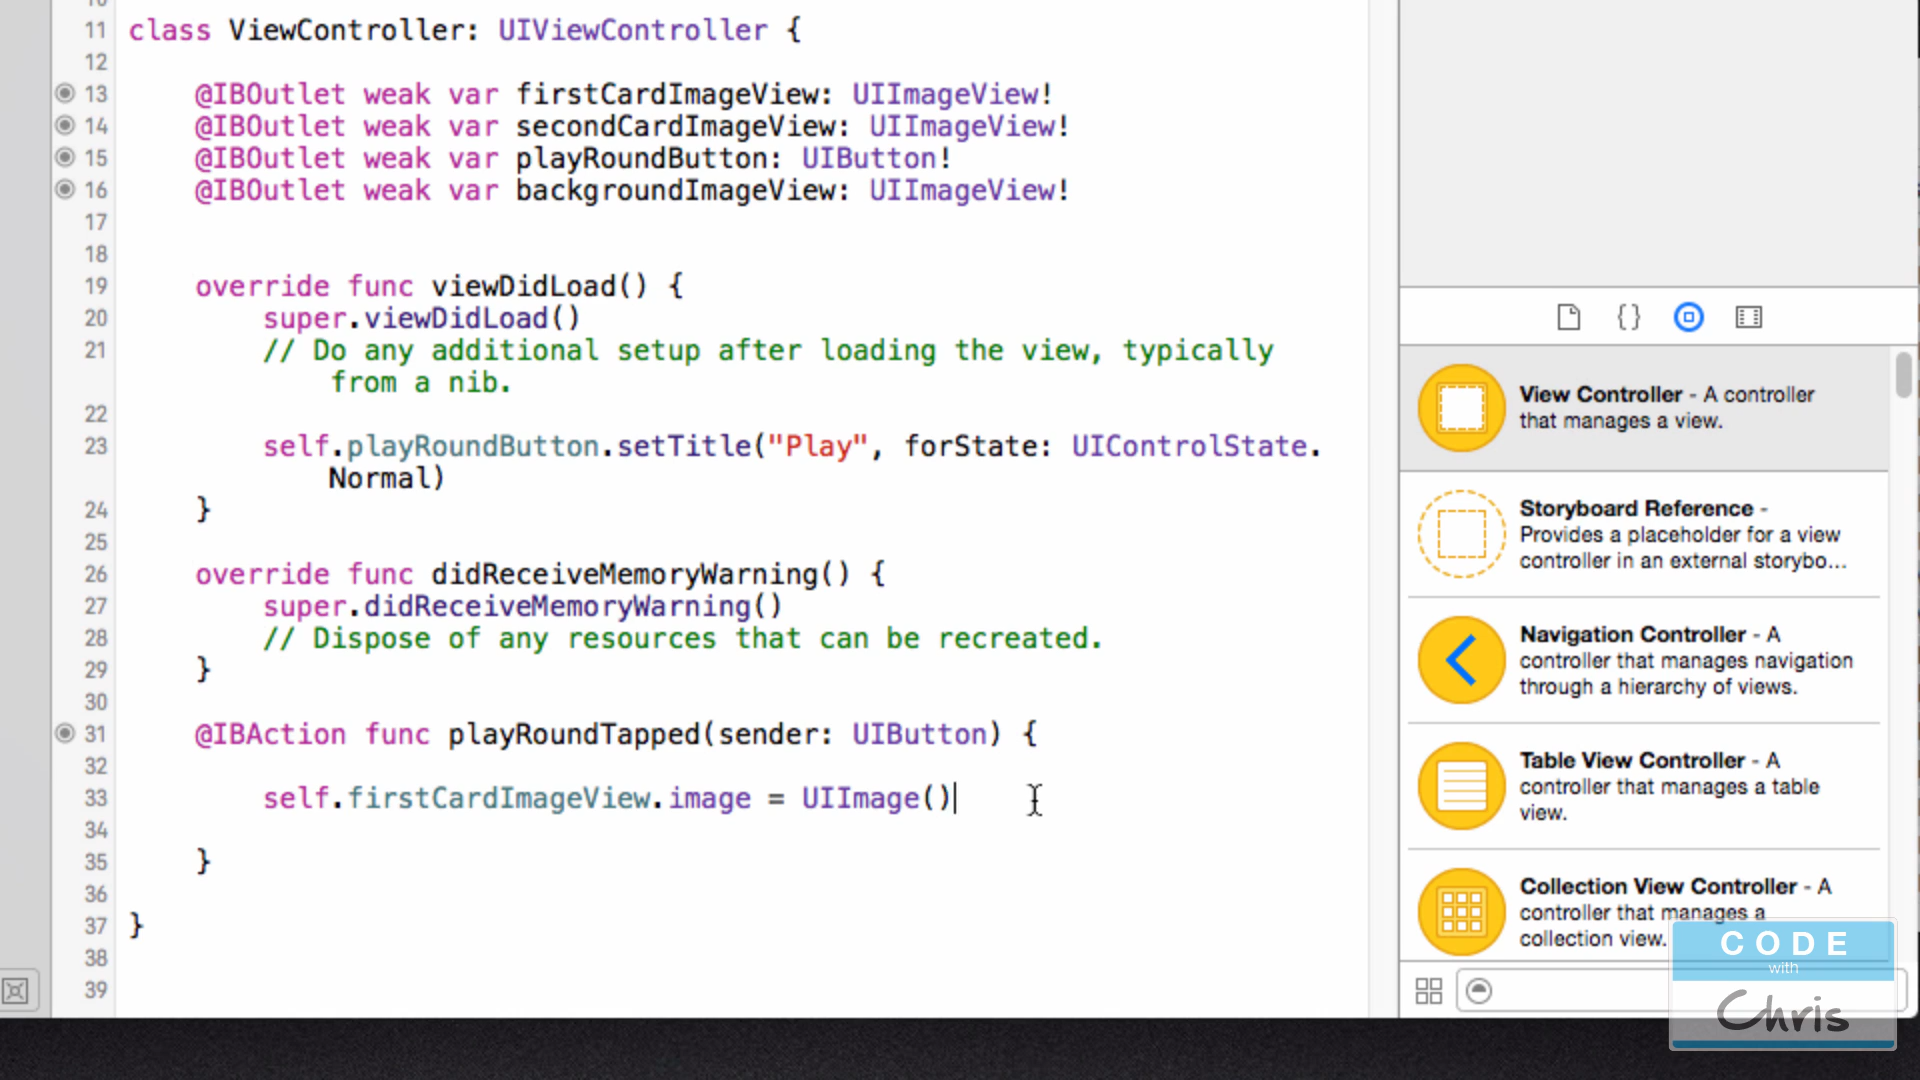 11 class ViewController: UIViewController {
12
13 @IBOutlet weak var firstCardImageView: UIImageView!
14 @IBOutlet weak var secondCardImageView: UIImageView!
15 @IBOutlet weak var playRoundButton: UIButton!
16 @IBOutlet weak var backgroundImageView: UIImageView!
17
18
19 override func viewDidLoad() {
20 super.viewDidLoad()
21 // Do any additional setup after loading the view, typically
from a nib.
22
23 self.playRoundButton.setTitle("Play", forState: UIControlState.
Normal)
24 }
25
26 override func didReceiveMemoryWarning() {
27 super.didReceiveMemoryWarning()
28 // Dispose of any resources that can be recreated.
29 }
30
31 @IBAction func playRoundTapped(sender: UIButton) {
32
33 self.firstCardImageView.image = UIImage()
34
35 }
36
37 }
38
39
{}
View Controller - A controller
that manages a view.
Storyboard Reference -
Provides a placeholder for a view
controller in an external storybo...
Navigation Controller - A
controller that manages navigation
through a hierarchy of views.
Table View Controller - A
controller that manages a table
view.
Collection View Controller - A
controller that manages a
collection view.
CODE
with
Chris